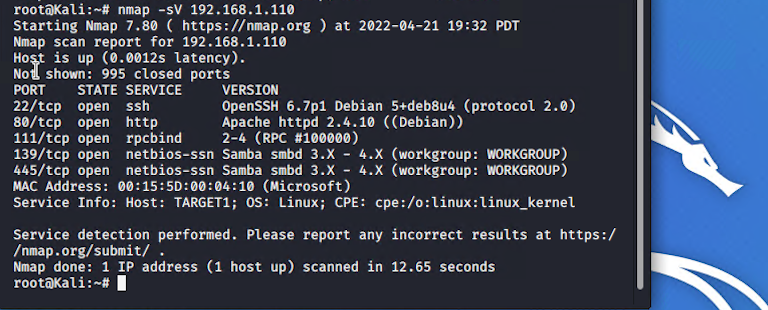 root@Kali:~# nmap -sV 192.168.1.110
Starting Nmap 7.80 ( https://nmap.org ) at 2022-04-21 19:32 PDT
Nmap scan report for 192.168.1.110
Host is up (0.0012s latency).
Not shown: 995 closed ports
PORT    STATE SERVICE     VERSION
22/tcp  open  ssh         OpenSSH 6.7p1 Debian 5+deb8u4 (protocol 2.0)
80/tcp  open  http        Apache httpd 2.4.10 ((Debian))
111/tcp open  rpcbind     2-4 (RPC #100000)
139/tcp open  netbios-ssn Samba smbd 3.X - 4.X (workgroup: WORKGROUP)
445/tcp open  netbios-ssn Samba smbd 3.X - 4.X (workgroup: WORKGROUP)
MAC Address: 00:15:5D:00:04:10 (Microsoft)
Service Info: Host: TARGET1; OS: Linux; CPE: cpe:/o:linux:linux_kernel
Service detection performed. Please report any incorrect results at https:/
/nmap.org/submit/ .
Nmap done: 1 IP address (1 host up) scanned in 12.65 seconds
root@Kali:~#